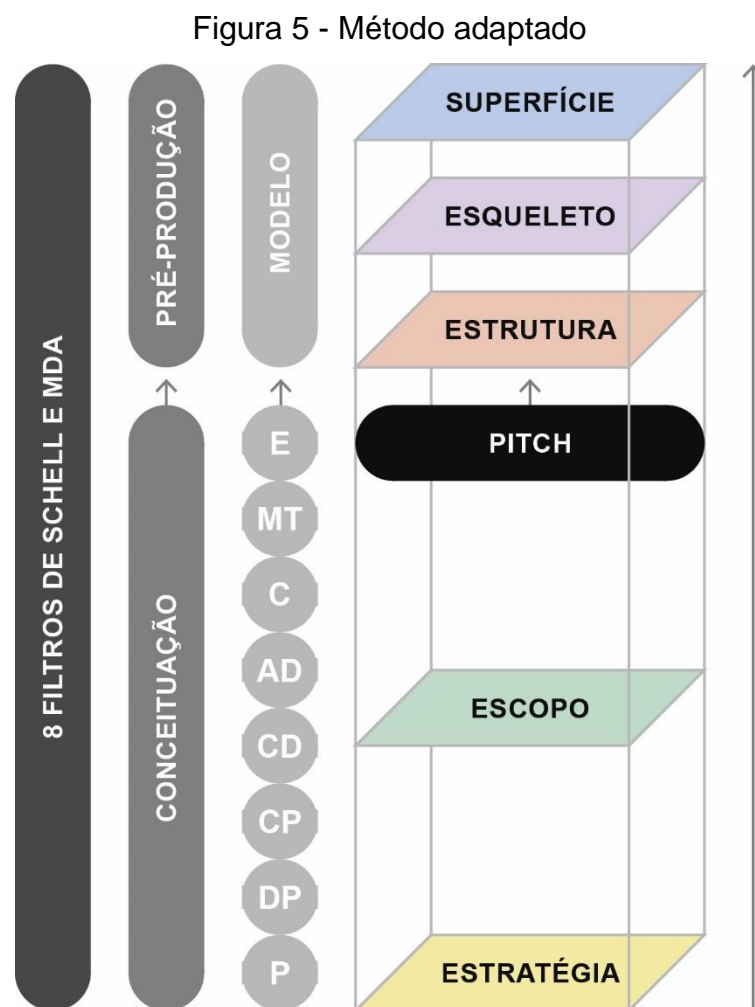 Figura 5 - Método adaptado
8 FILTROS DE SCHELL E MDA
PRÉ-PRODUÇÃO
CONCEITUAÇÃO
MODELO
E
MT
C
AD
CD
CP
DP
P
SUPERFÍCIE
ESQUELETO
ESTRUTURA
PITCH
ESCOPO
ESTRATÉGIA